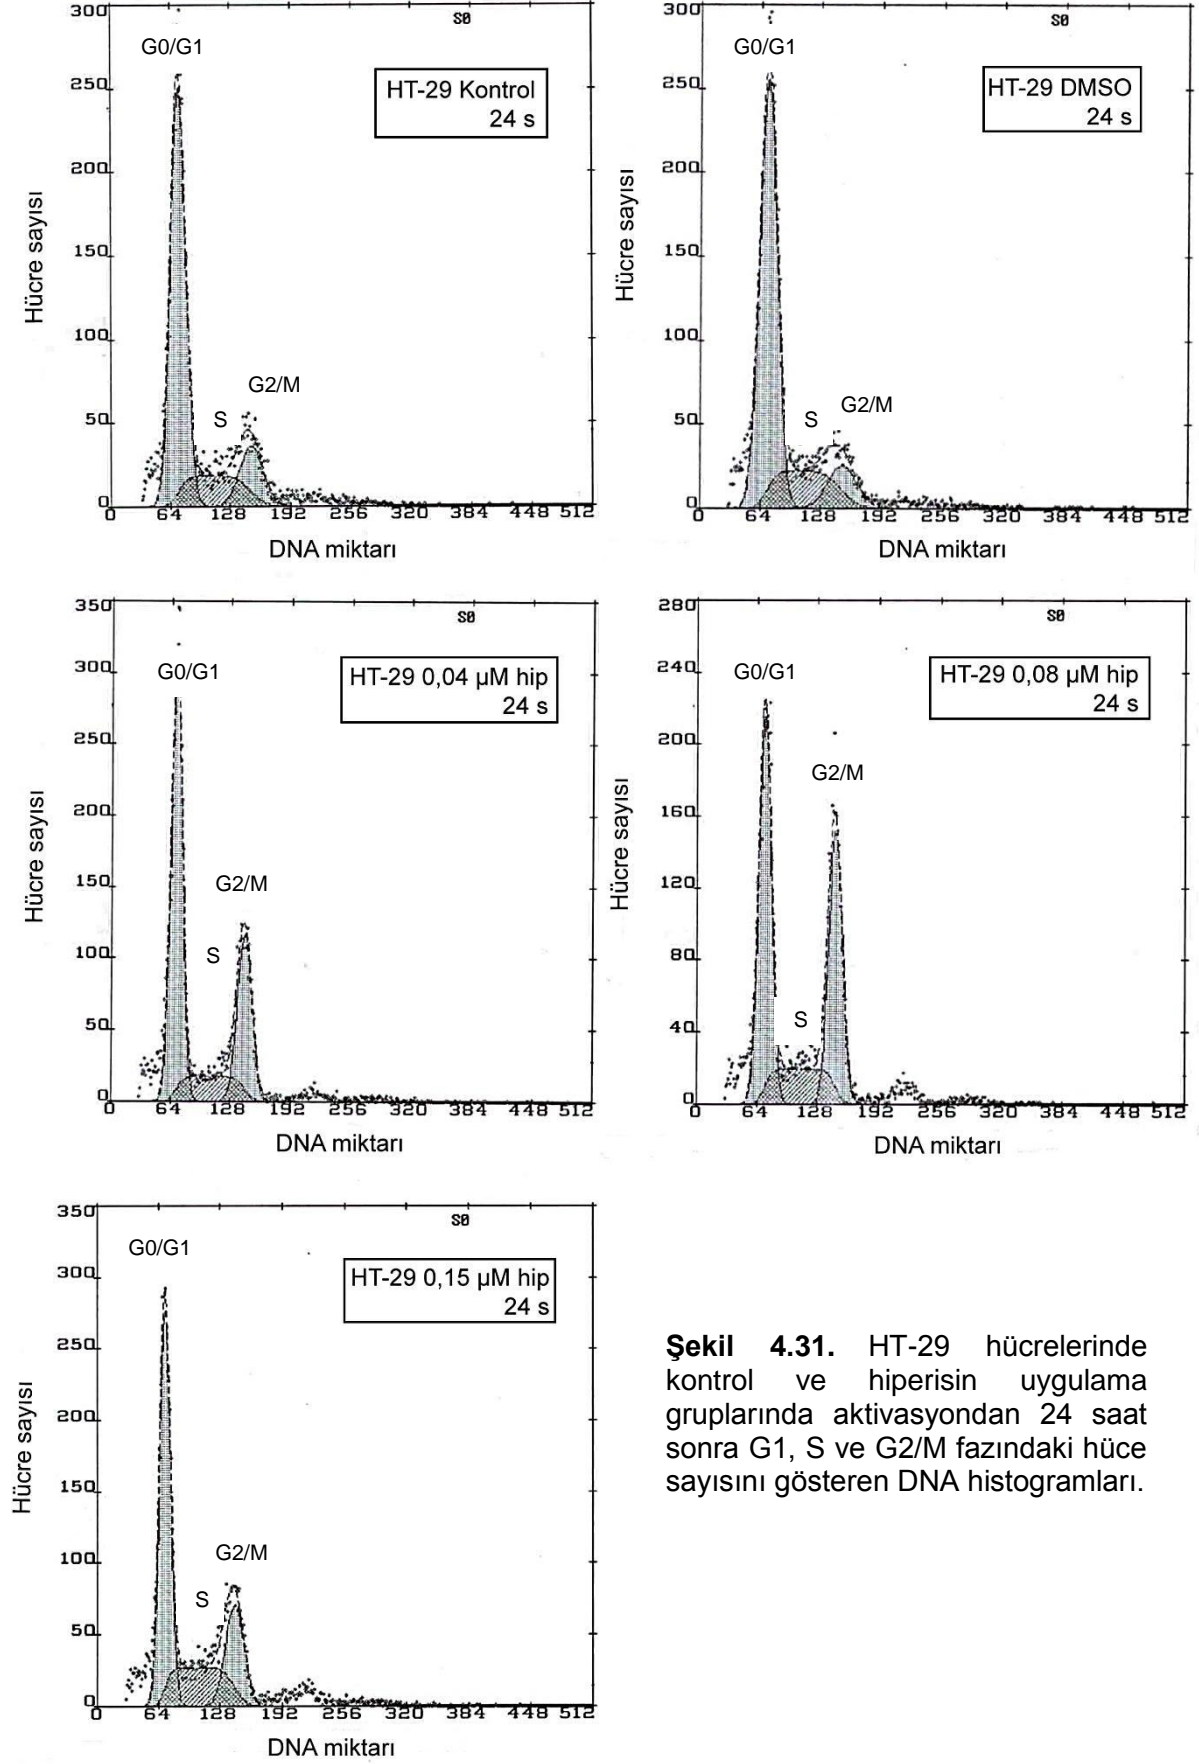 300
S0
G0/G1
250
HT-29 Kontrol
24 s
200
150
100
50
0
Hücre sayısı
G2/M
S
0 64 128 192 256 320 384 448 512
DNA miktarı
300
S0
G0/G1
250
HT-29 DMSO
24 s
200
150
100
50
0
Hücre sayısı
G2/M
S
0 64 128 192 256 320 384 448 512
DNA miktarı
350
S0
G0/G1
300
HT-29 0,04 µM hip
24 s
250
200
150
100
50
0
Hücre sayısı
G2/M
S
0 64 128 192 256 320 384 448 512
DNA miktarı
280
S0
G0/G1
240
HT-29 0,08 µM hip
24 s
200
160
120
80
40
0
Hücre sayısı
G2/M
S
0 64 128 192 256 320 384 448 512
DNA miktarı
350
S0
G0/G1
300
HT-29 0,15 µM hip
24 s
250
200
150
100
50
0
Hücre sayısı
G2/M
S
0 64 128 192 256 320 384 448 512
DNA miktarı
Şekil 4.31. HT-29 hücrelerinde
kontrol ve hiperisin uygulama
gruplarında aktivasyondan 24 saat
sonra G1, S ve G2/M fazındaki hüce
sayısını gösteren DNA histogramları.